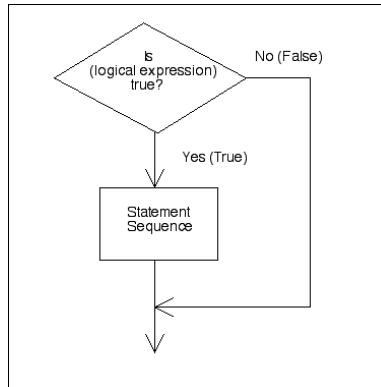 Is
(logical expression)
true?
No (False)
Yes (True)
Statement
Sequence